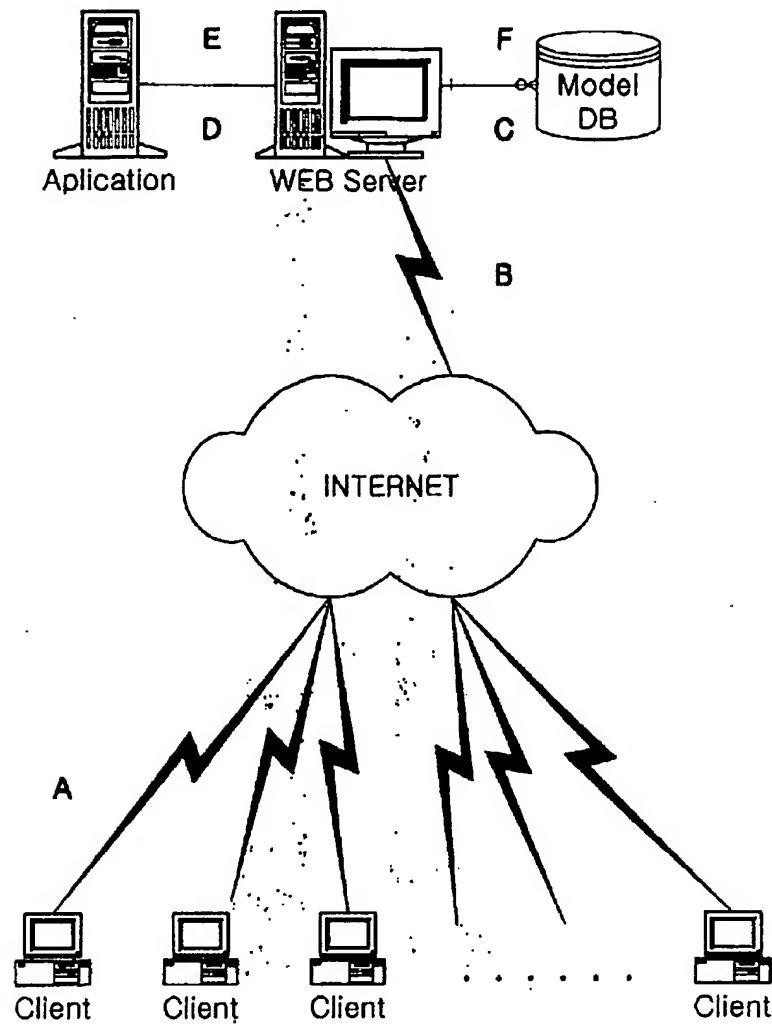 E
F
Model
DB
D
C
Aplication
WEB Server
B
INTERNET
A
Client
Client
Client
Client